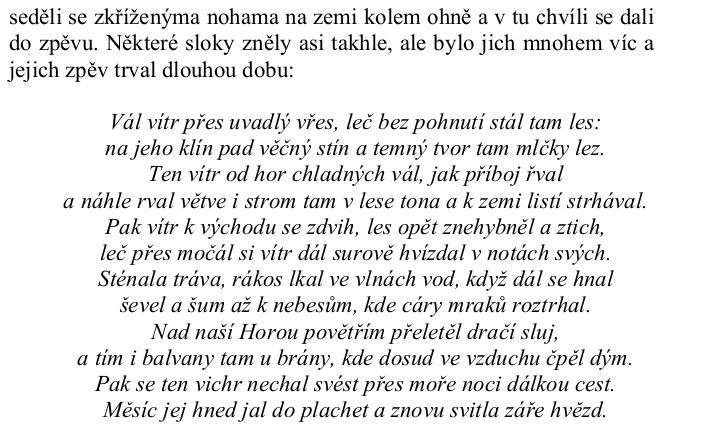 seděli se zkříženýma nohama na zemi kolem ohně a v tu chvíli se dali
do zpěvu. Některé sloky zněly asi takhle, ale bylo jich mnohem víc a
jejich zpěv trval dlouhou dobu:
Vál vítr přes uvadlý vřes, leč bez pohnutí stál tam les:
na jeho klín pad věčný stín a temný tvor tam mlčky lez.
Ten vítr od hor chladných vál, jak příboj řval
a náhle rval větve i strom tam v lese tona a k zemi listí strhával.
Pak vítr k východu se zdvih, les opět znehybněl a ztich,
leč přes močál si vítr dál surově hvízdal v notách svých.
Sténala tráva, rákos lkal ve vlnách vod, když dál se hnal
ševel a šum až k nebesům, kde cáry mraků roztrhal.
Nad naší Horou povětřím přeletěl dračí sluj,
a tím i balvany tam u brány, kde dosud ve vzduchu čpěl dým.
Pak se ten vichr nechal svést přes moře noci dálkou cest.
Měsíc jej hned jal do plachet a znovu svitla záře hvězd.